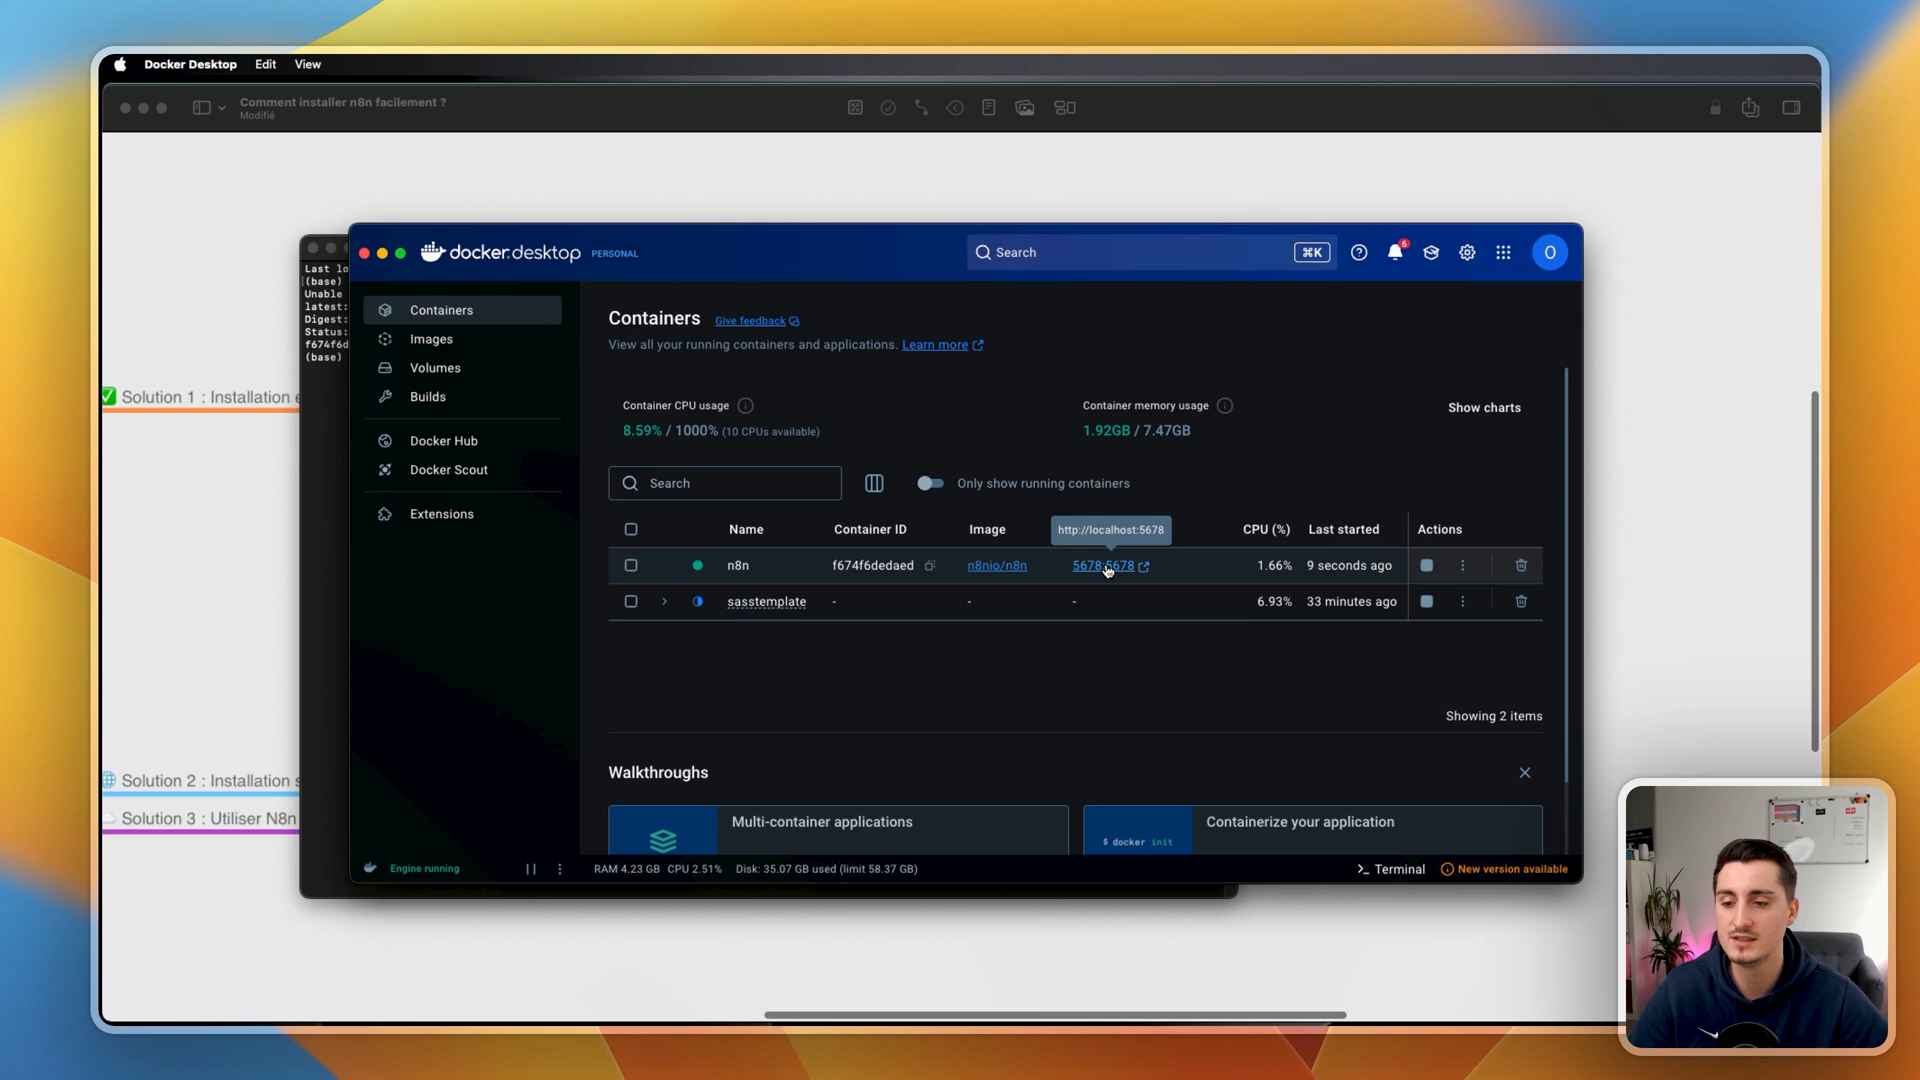 Docker Desktop Edit View
Comment installer n8n facilement ?
Modifié
Last lo
(base)
Unable
latest:
Digest:
Status:
f674f6d
(base)
✅ Solution 1 : Installation e
🌐 Solution 2 : Installation s
Solution 3 : Utiliser N8n
docker.desktop PERSONAL
Search ⌘K
6
O
Containers
Images
Volumes
Builds
Docker Hub
Docker Scout
Extensions
Containers Give feedback
View all your running containers and applications. Learn more
Container CPU usage
8.59% / 1000% (10 CPUs available)
Container memory usage
1.92GB / 7.47GB
Show charts
Search
Only show running containers
http://localhost:5678
Name Container ID Image CPU (%) Last started Actions
n8n f674f6dedaed n8nio/n8n 5678:5678 1.66% 9 seconds ago
sasstemplate - - - 6.93% 33 minutes ago
Showing 2 items
Walkthroughs
Multi-container applications
$ docker init
Containerize your application
Engine running RAM 4.23 GB CPU 2.51% Disk: 35.07 GB used (limit 58.37 GB) >_ Terminal New version available